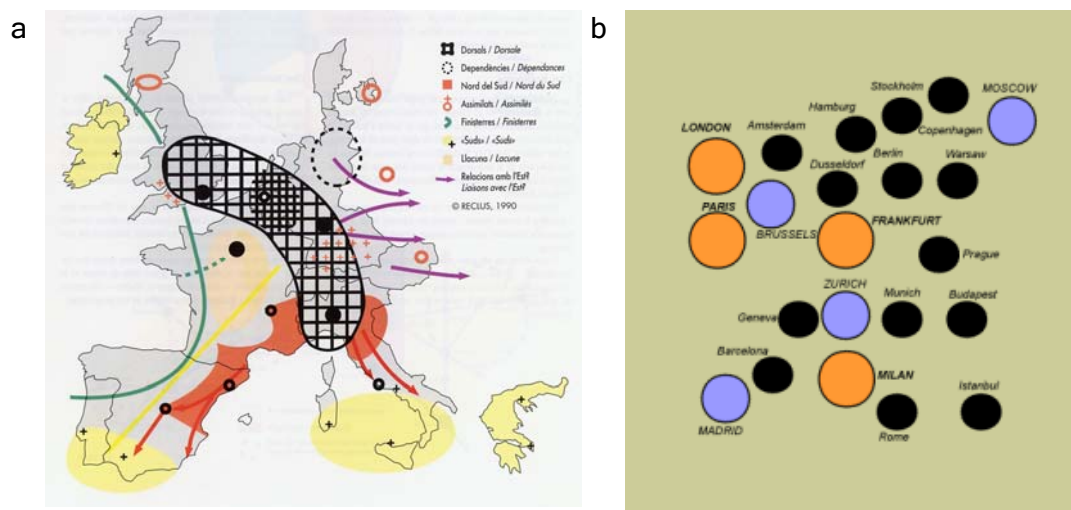 a
Dorsals / Dorsale
Dependències / Dépendances
Nord del Sud / Nord du Sud
Assimilats / Assimilés
Finisterres / Finisterres
«Suds» / «Suds»
Llacuna / Lacune
Relacions amb l'Est?
Liaisons avec l'Est?
© RECLUS, 1990
b
Stockholm
MOSCOW
Hamburg
Copenhagen
LONDON
Amsterdam
Dusseldorf
Berlin
Warsaw
PARIS
BRUSSELS
FRANKFURT
Prague
ZURICH
Geneva
Munich
Budapest
Barcelona
MILAN
Istanbul
MADRID
Rome